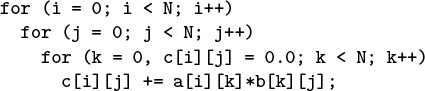 for (i = 0; i < N; i++)
  for (j = 0; j < N; j++)
    for (k = 0, c[i][j] = 0.0; k < N; k++)
      c[i][j] += a[i][k]*b[k][j];